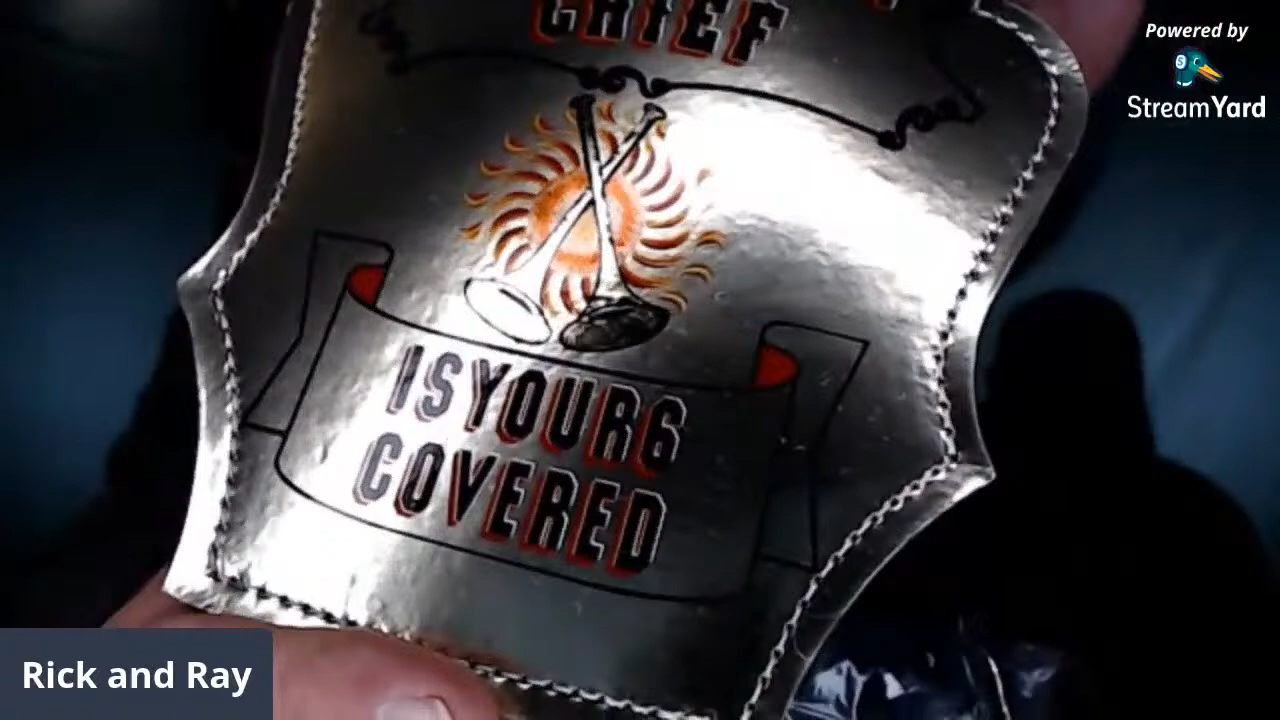 CHIEF
Powered by
StreamYard
ISYOUR6
COVERED
Rick and Ray